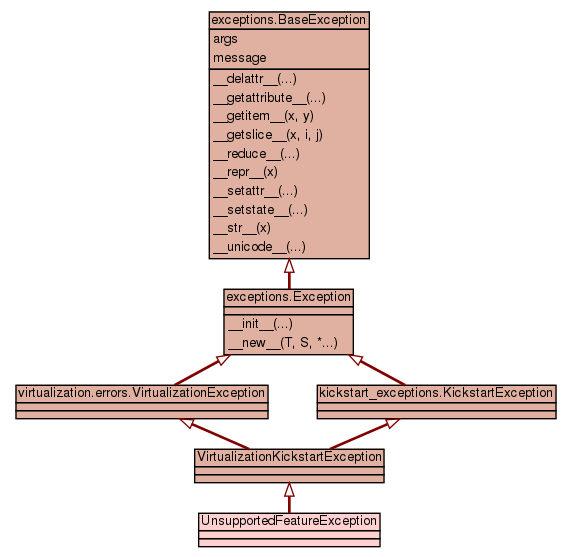 exceptions.BaseException
args
message
__delattr__(...)
__getattribute__(...)
__getitem__(x, y)
__getslice__(x, i, j)
__reduce__(...)
__repr__(x)
__setattr__(...)
__setstate__(...)
__str__(x)
__unicode__(...)
exceptions.Exception
__init__(...)
__new__(T, S, *...)
virtualization.errors.VirtualizationException
kickstart_exceptions.KickstartException
VirtualizationKickstartException
UnsupportedFeatureException